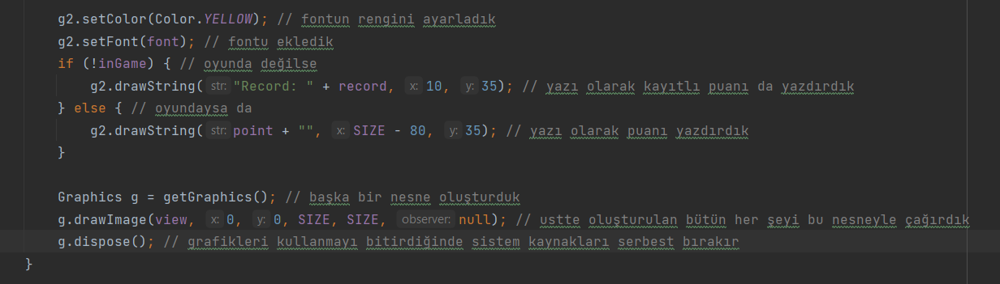 g2.setColor(Color.YELLOW); // fontun rengini ayarladık
g2.setFont(font); // fontu ekledik
if (!inGame) { // oyunda değilse
g2.drawString( str: "Record: " + record, x: 10, y: 35); // yazı olarak kayıtlı puanı da yazdırdık
} else { // oyundaysa da
g2.drawString( str: point + "", x: SIZE - 80, y: 35); // yazı olarak puanı yazdırdık
}
Graphics g = getGraphics(); // başka bir nesne oluşturduk
g.drawImage(view, x: 0, y: 0, SIZE, SIZE, observer: null); // ustte oluşturulan bütün her şeyi bu nesneyle çağırdık
g.dispose(); // grafikleri kullanmayı bitirdiğinde sistem kaynakları serbest bırakır
}